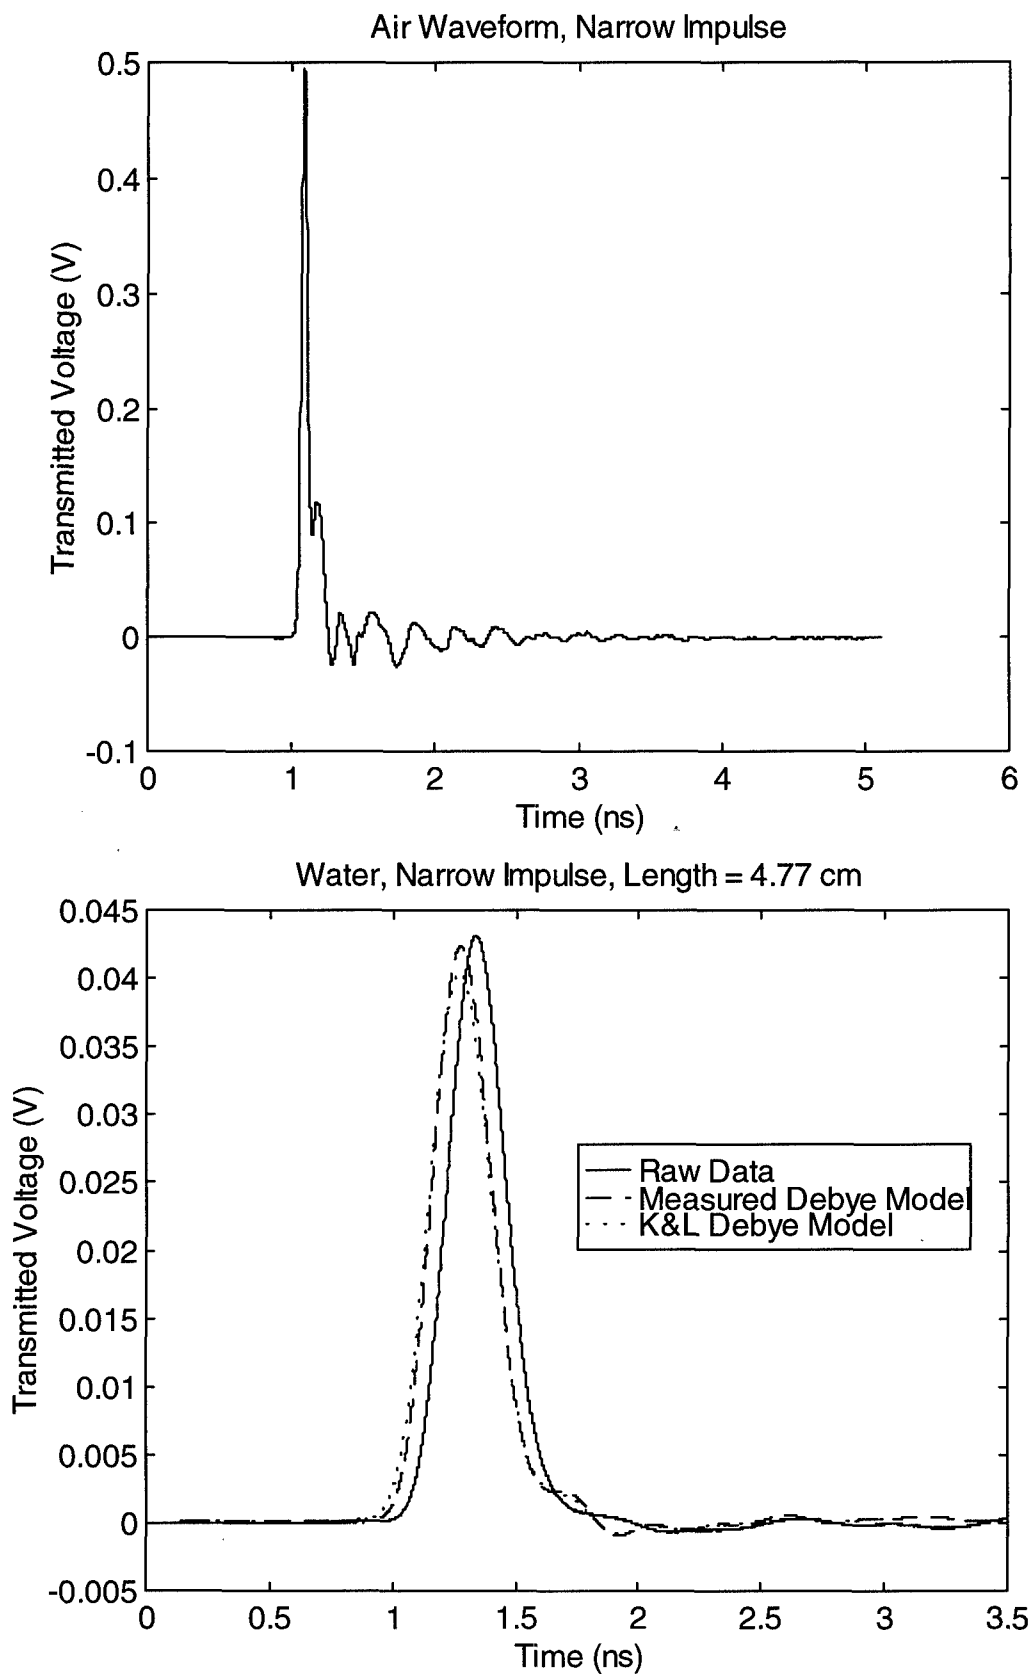 Air Waveform, Narrow Impulse
0.5
0.4
0.3
0.2
0.1
0
-0.1
Transmitted Voltage (V)
0 1 2 3 4 5 6
Time (ns)
Water, Narrow Impulse, Length = 4.77 cm
0.045
0.04
0.035
0.03
0.025
0.02
0.015
0.01
0.005
0
-0.005
Transmitted Voltage (V)
Raw Data
Measured Debye Model
K&L Debye Model
0 0.5 1 1.5 2 2.5 3 3.5
Time (ns)